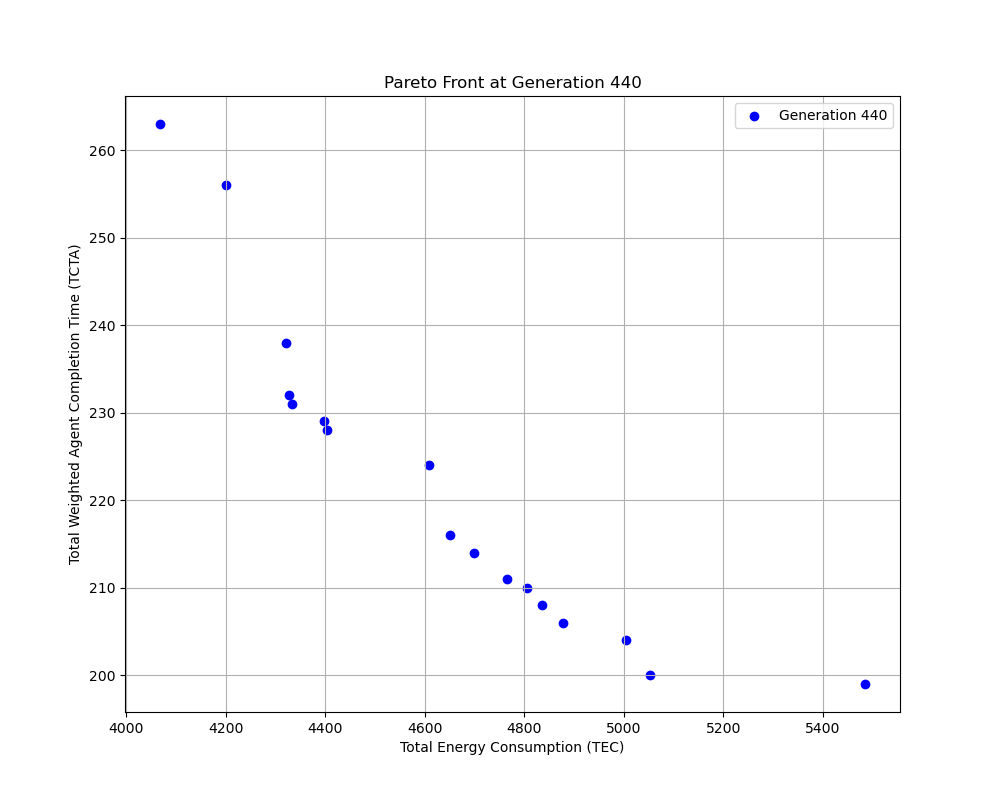 Pareto Front at Generation 440
Generation 440
260
250
240
230
220
210
200
Total Weighted Agent Completion Time (TCTA)
4000 4200 4400 4600 4800 5000 5200 5400
Total Energy Consumption (TEC)